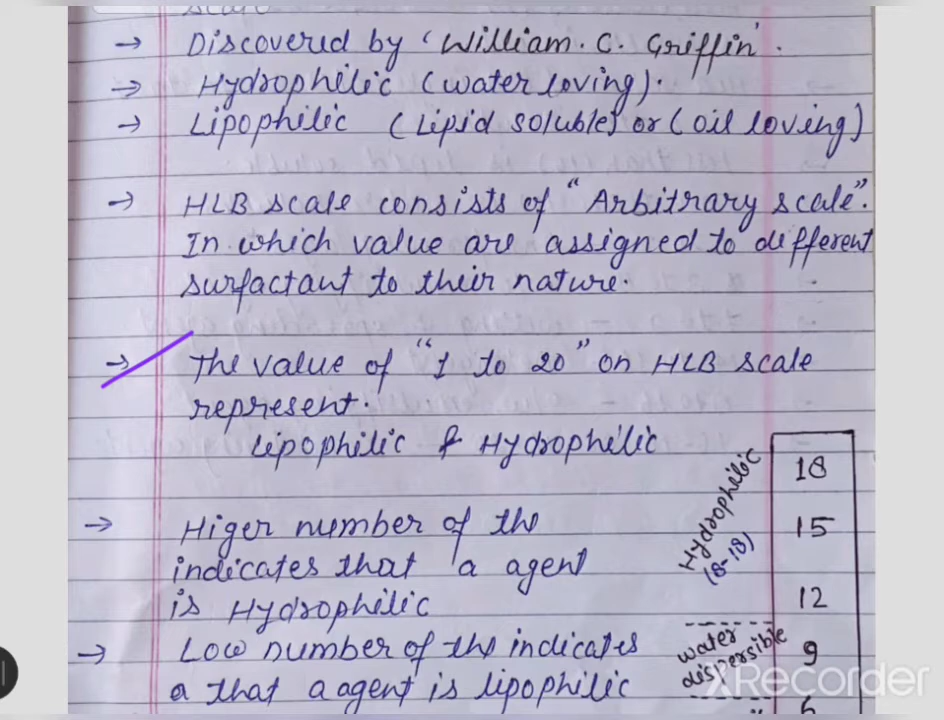 → Discovered by 'William. C. Griffin'.
→ Hydrophilic (water loving).
→ Lipophilic (Lipid soluble) or (oil loving)
→ HLB scale consists of "Arbitrary scale".
In which value are assigned to different
surfactant to their nature.
→ The value of "1 to 20" on HLB scale
represent.
Lipophilic & Hydrophilic
→ Higer number of the
indicates that a agent
is Hydrophilic
→ Low number of the indicates
a that a agent is lipophilic
Hydrophilic
(8-18)
18
15
12
water
dispersible
9
6
XRecorder